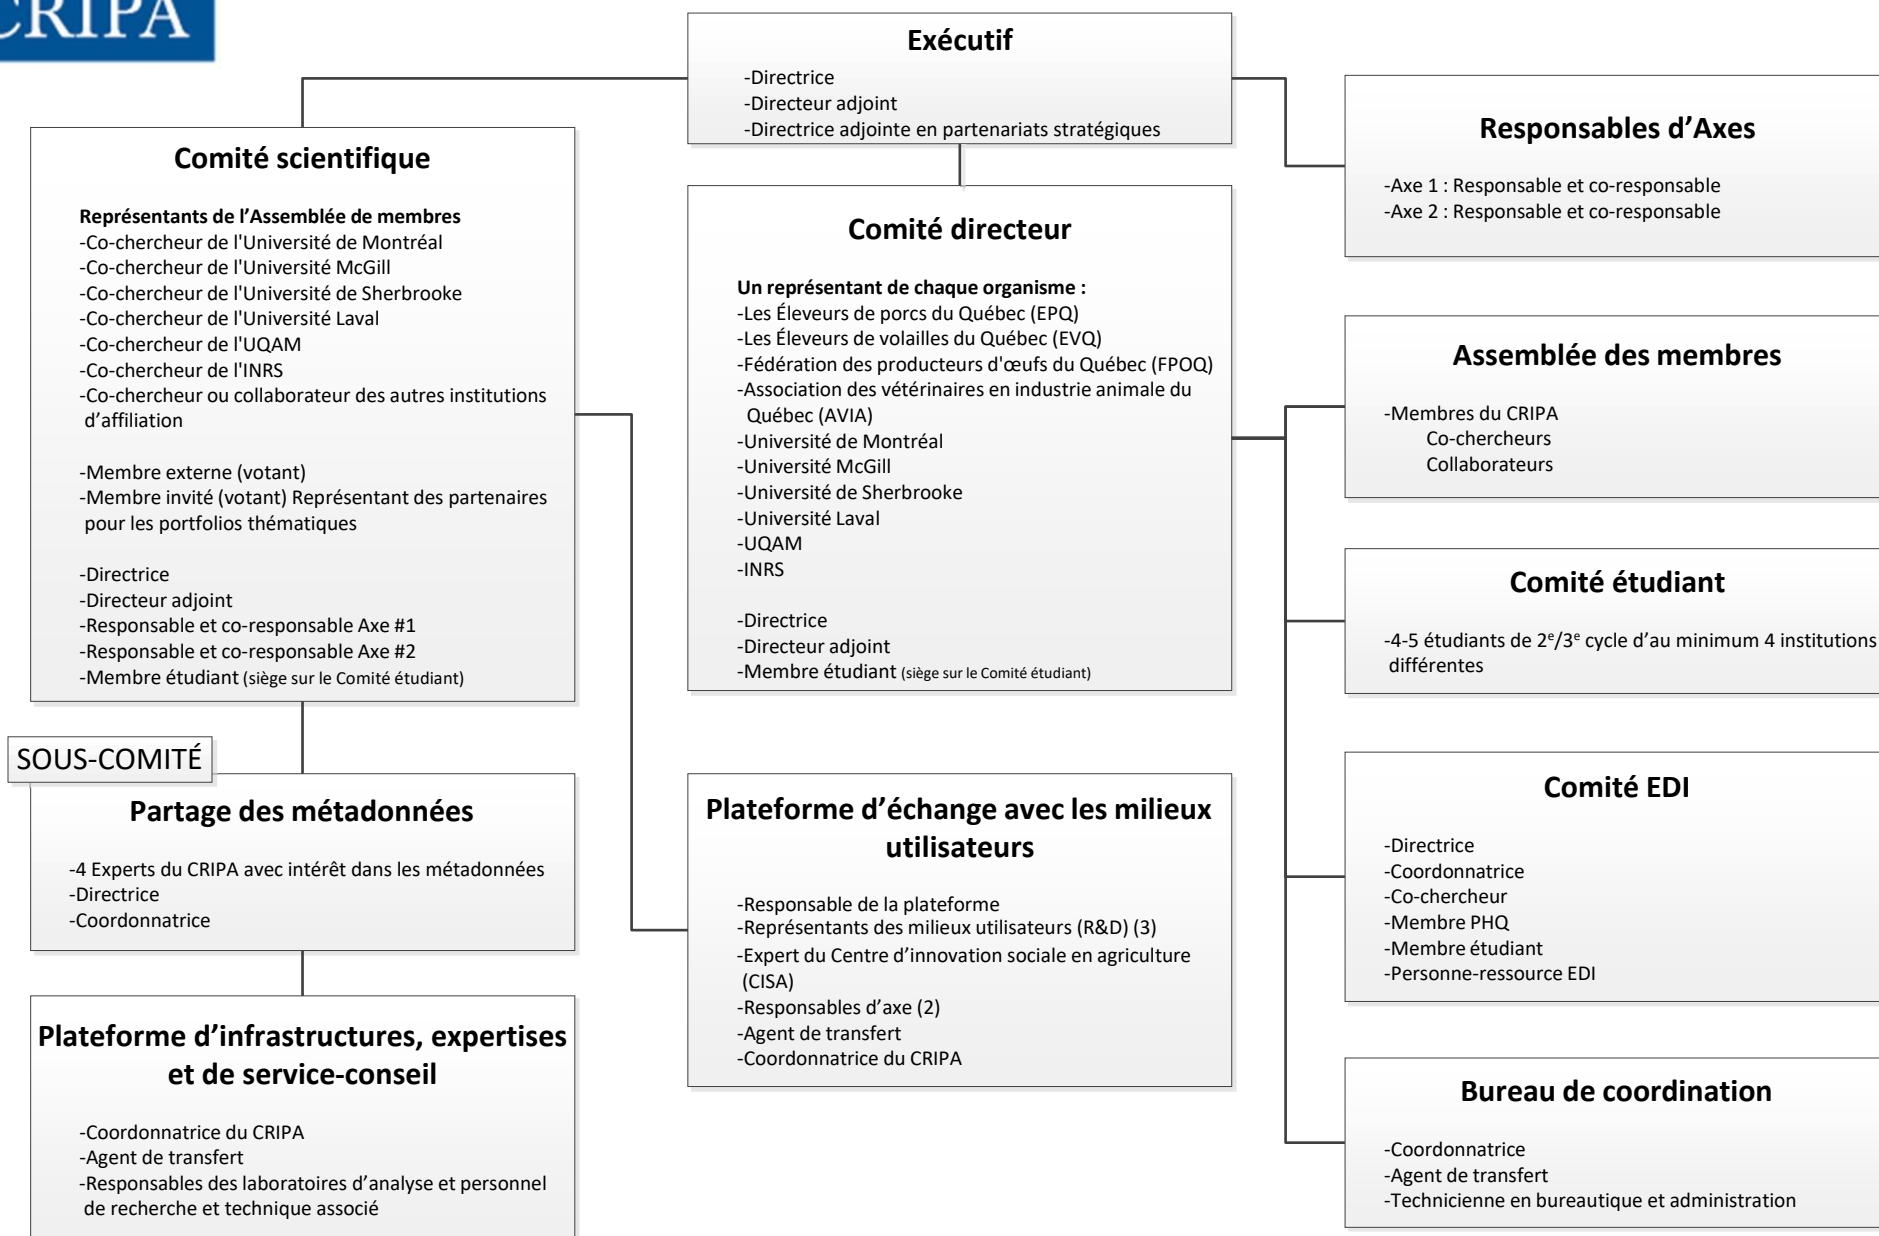 CRIPA
Exécutif
-Directrice
-Directeur adjoint
-Directrice adjointe en partenariats stratégiques
Comité scientifique
Représentants de l’Assemblée de membres
-Co-chercheur de l'Université de Montréal
-Co-chercheur de l'Université McGill
-Co-chercheur de l'Université de Sherbrooke
-Co-chercheur de l'Université Laval
-Co-chercheur de l'UQAM
-Co-chercheur de l'INRS
-Co-chercheur ou collaborateur des autres institutions
d’affiliation
-Membre externe (votant)
-Membre invité (votant) Représentant des partenaires
pour les portfolios thématiques
-Directrice
-Directeur adjoint
-Responsable et co-responsable Axe #1
-Responsable et co-responsable Axe #2
-Membre étudiant (siège sur le Comité étudiant)
SOUS-COMITÉ
Partage des métadonnées
-4 Experts du CRIPA avec intérêt dans les métadonnées
-Directrice
-Coordonnatrice
Plateforme d’infrastructures, expertises
et de service-conseil
-Coordonnatrice du CRIPA
-Agent de transfert
-Responsables des laboratoires d’analyse et personnel
de recherche et technique associé
Comité directeur
Un représentant de chaque organisme :
-Les Éleveurs de porcs du Québec (EPQ)
-Les Éleveurs de volailles du Québec (EVQ)
-Fédération des producteurs d'œufs du Québec (FPOQ)
-Association des vétérinaires en industrie animale du
Québec (AVIA)
-Université de Montréal
-Université McGill
-Université de Sherbrooke
-Université Laval
-UQAM
-INRS
-Directrice
-Directeur adjoint
-Membre étudiant (siège sur le Comité étudiant)
Plateforme d’échange avec les milieux
utilisateurs
-Responsable de la plateforme
-Représentants des milieux utilisateurs (R&D) (3)
-Expert du Centre d’innovation sociale en agriculture
(CISA)
-Responsables d’axe (2)
-Agent de transfert
-Coordonnatrice du CRIPA
Responsables d’Axes
-Axe 1 : Responsable et co-responsable
-Axe 2 : Responsable et co-responsable
Assemblée des membres
-Membres du CRIPA
Co-chercheurs
Collaborateurs
Comité étudiant
-4-5 étudiants de 2e/3e cycle d’au minimum 4 institutions
différentes
Comité EDI
-Directrice
-Coordonnatrice
-Co-chercheur
-Membre PHQ
-Membre étudiant
-Personne-ressource EDI
Bureau de coordination
-Coordonnatrice
-Agent de transfert
-Technicienne en bureautique et administration